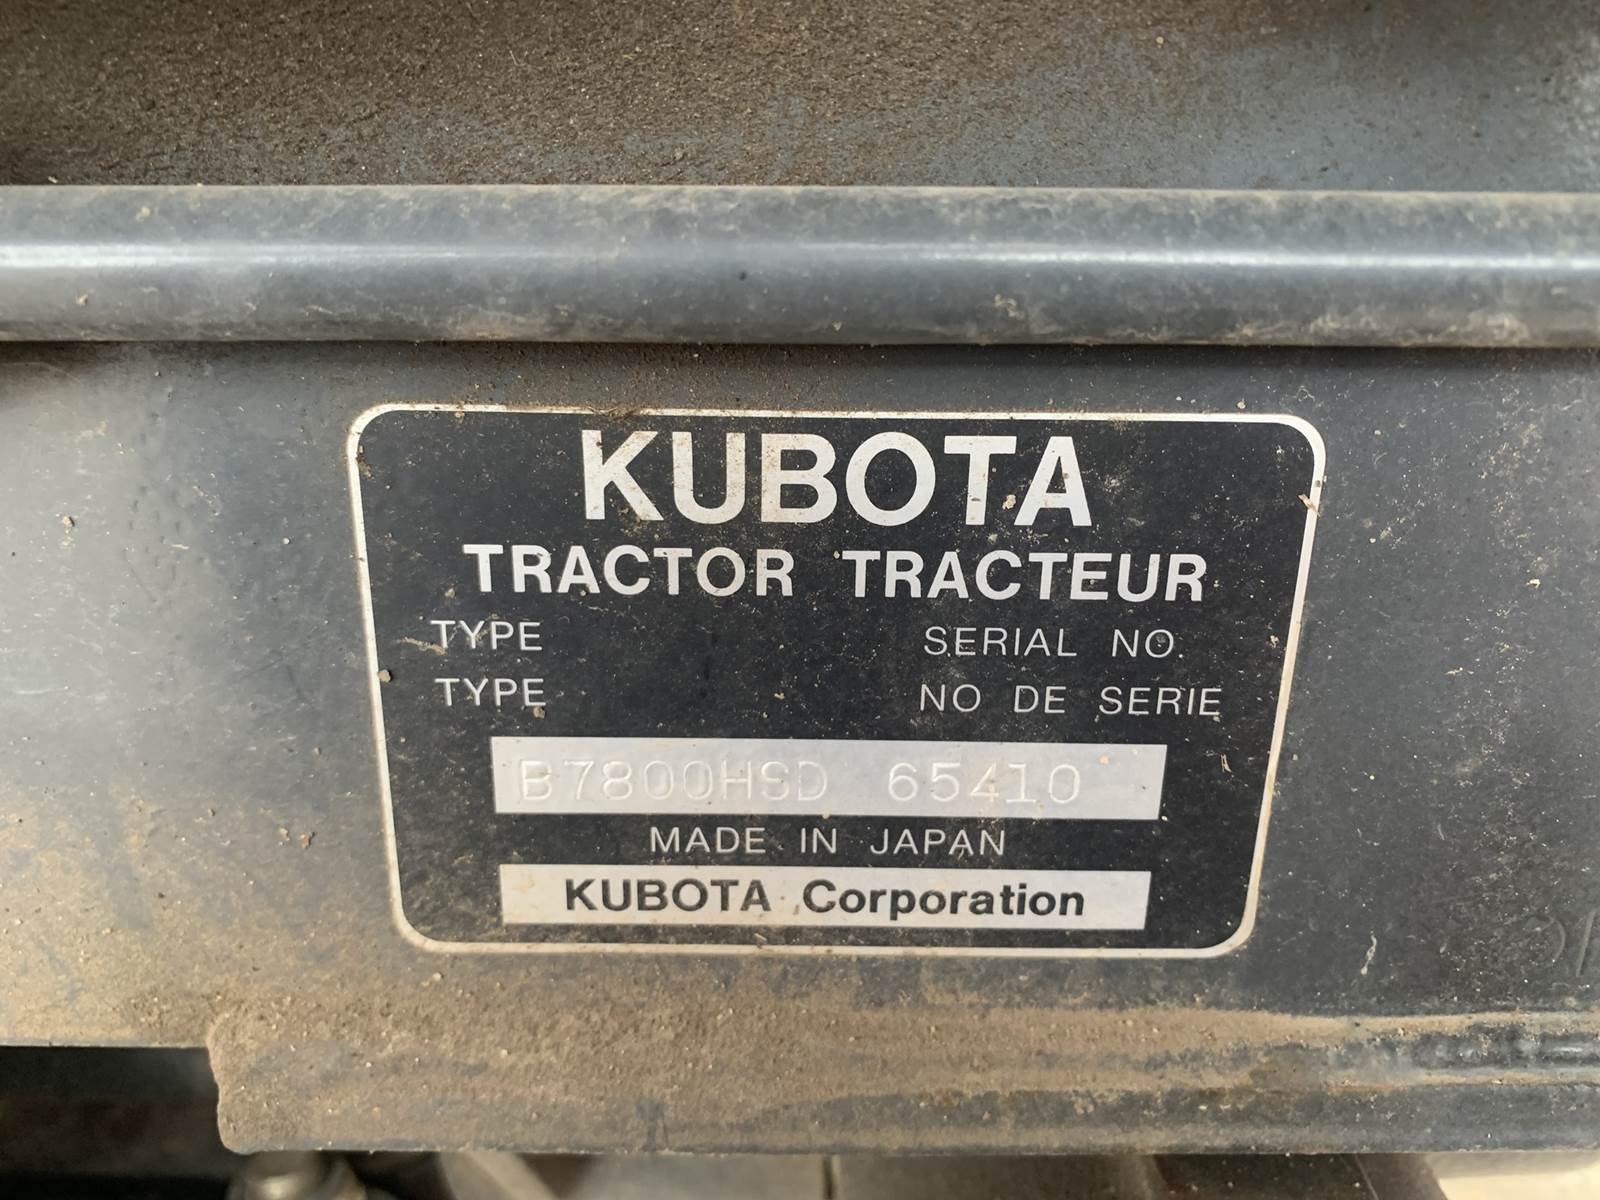 KUBOTA
TRACTOR TRACTEUR
TYPE SERIAL NO.
TYPE NO DE SERIE
B7800HSD 65410
MADE IN JAPAN
KUBOTA Corporation